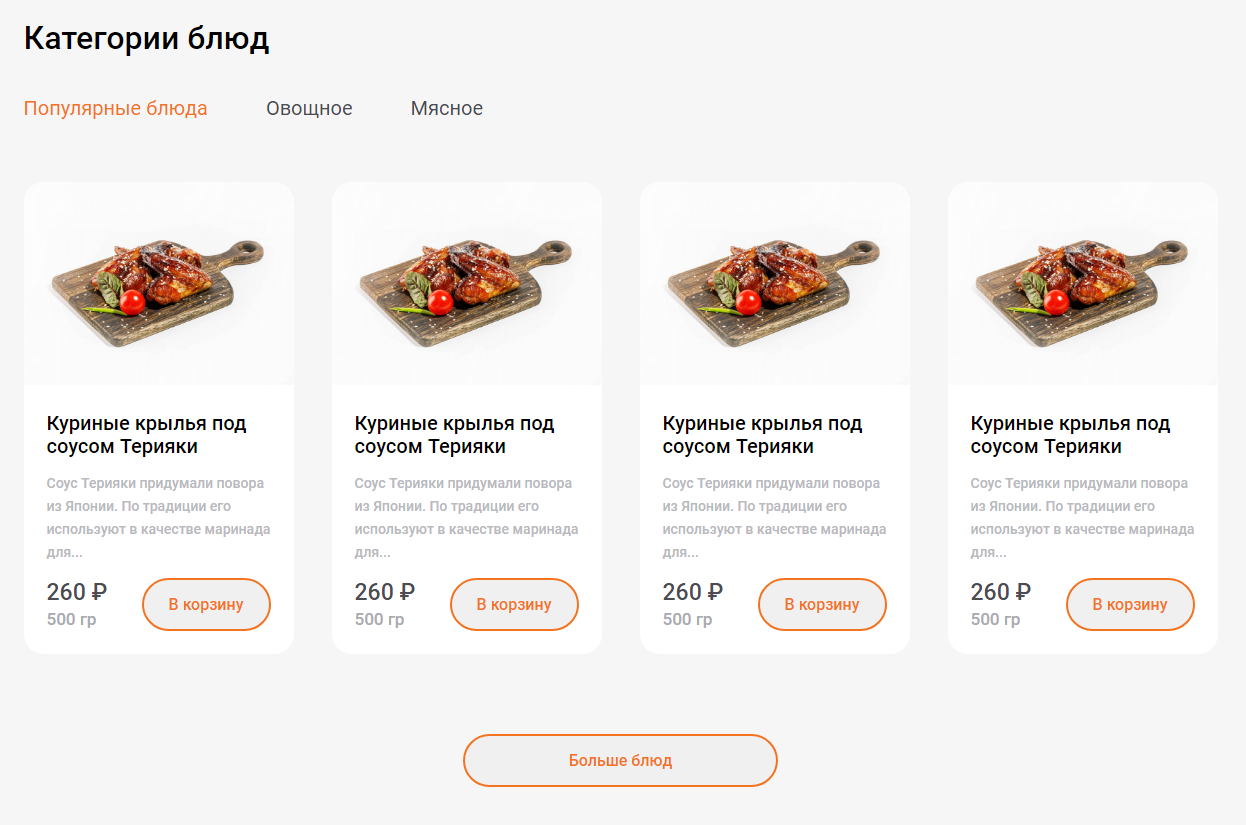 Категории блюд
Популярные блюда Овощное Мясное
Куриные крылья под
соусом Терияки
Соус Терияки придумали повора
из Японии. По традиции его
используют в качестве маринада
для...
260 ₽
500 гр
В корзину
Куриные крылья под
соусом Терияки
Соус Терияки придумали повора
из Японии. По традиции его
используют в качестве маринада
для...
260 ₽
500 гр
В корзину
Куриные крылья под
соусом Терияки
Соус Терияки придумали повора
из Японии. По традиции его
используют в качестве маринада
для...
260 ₽
500 гр
В корзину
Куриные крылья под
соусом Терияки
Соус Терияки придумали повора
из Японии. По традиции его
используют в качестве маринада
для...
260 ₽
500 гр
В корзину
Больше блюд